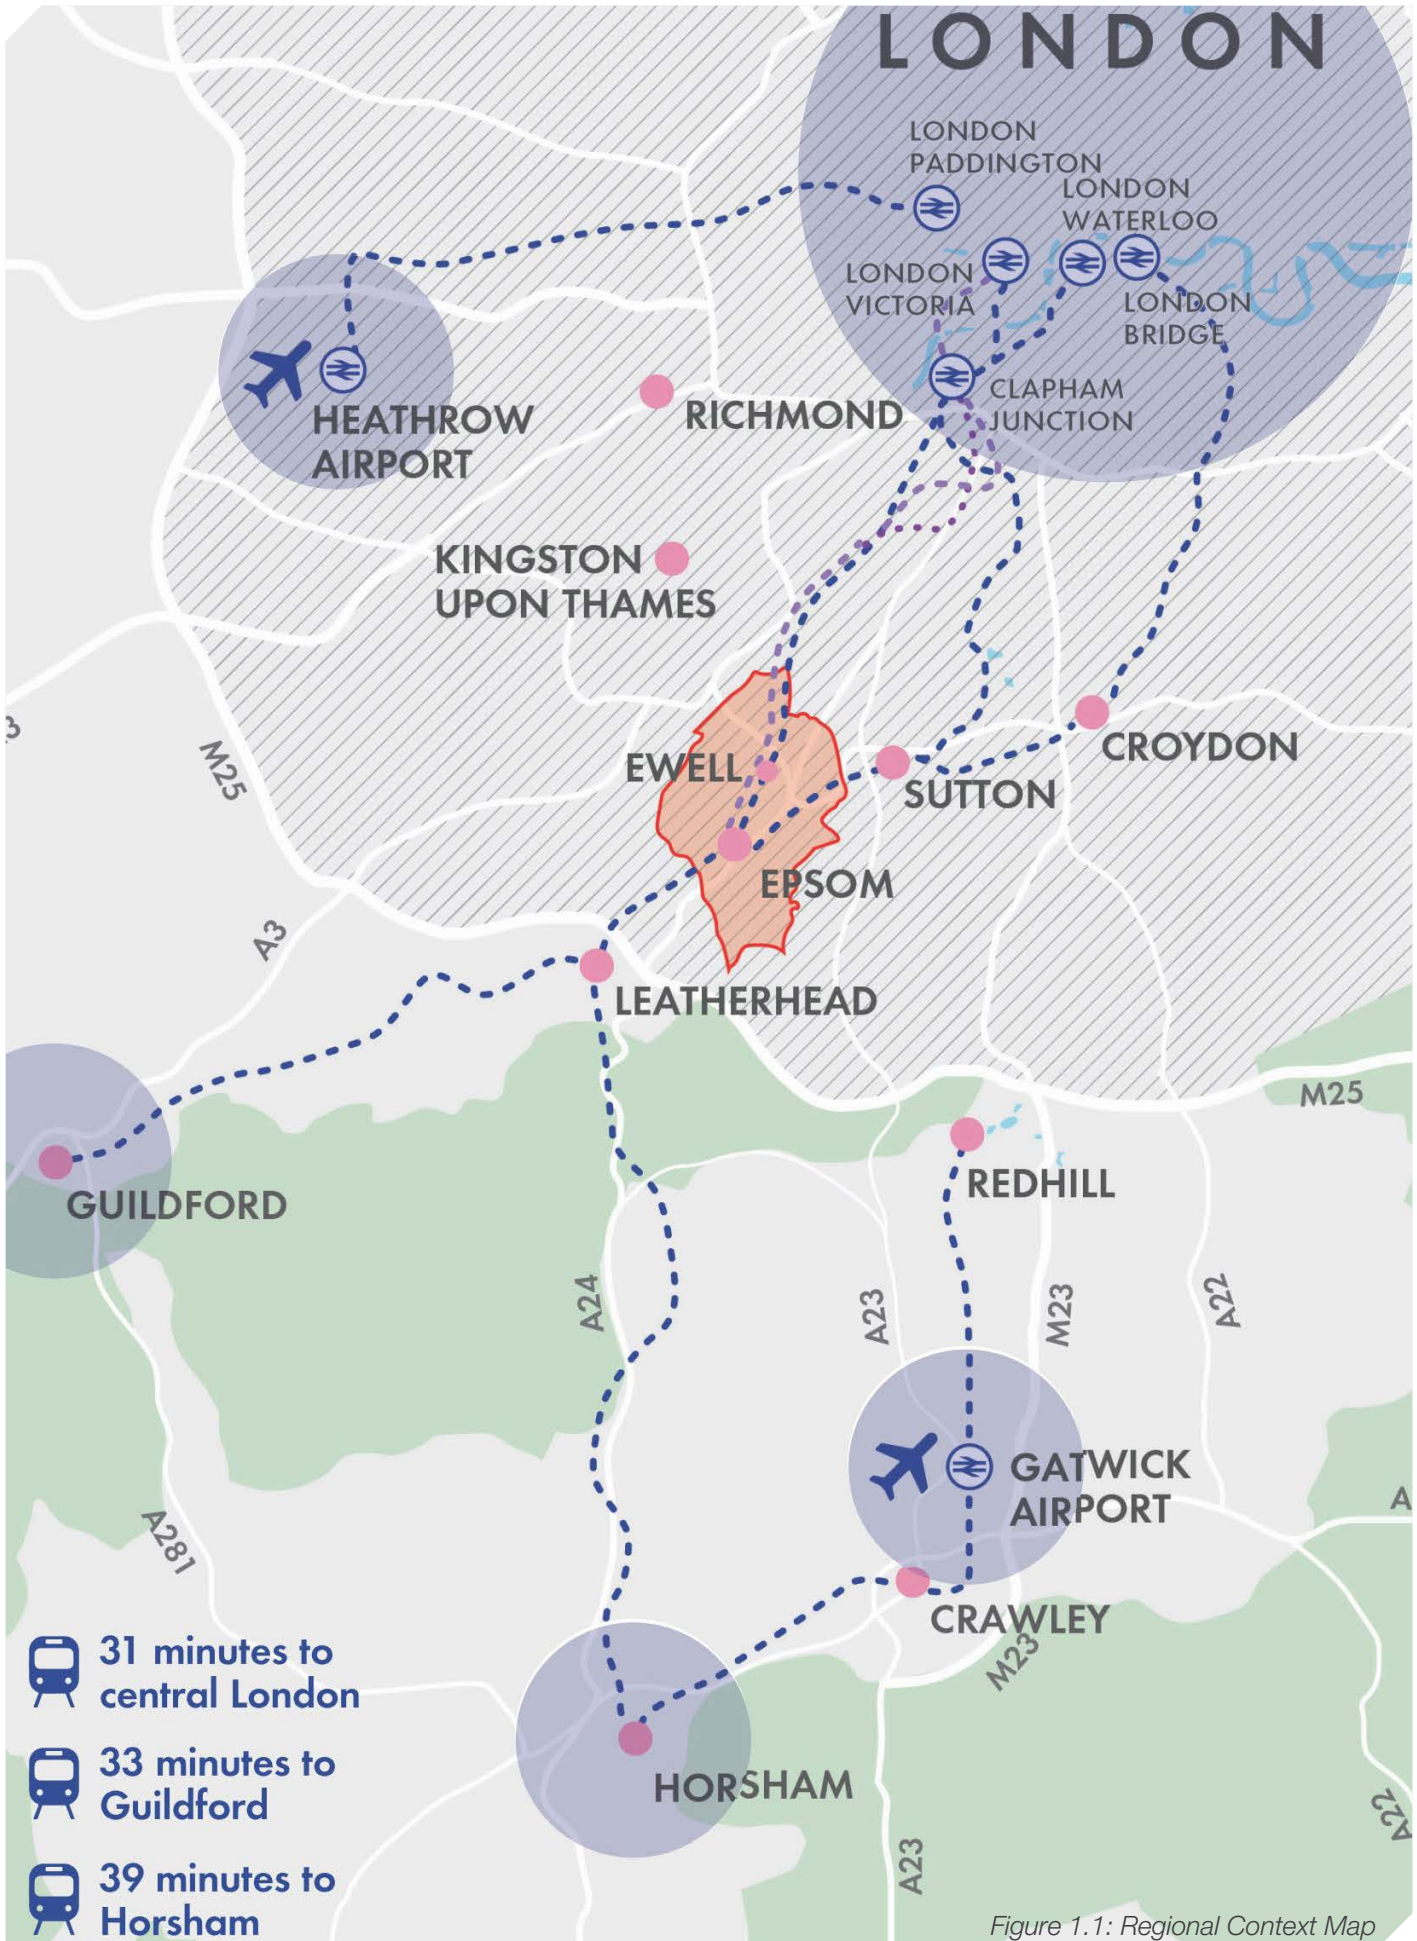 LONDON
LONDON
PADDINGTON
LONDON
WATERLOO
LONDON
VICTORIA
LONDON
BRIDGE
CLAPHAM
JUNCTION
HEATHROW
AIRPORT
RICHMOND
KINGSTON
UPON THAMES
3
M25
EWELL
CROYDON
SUTTON
EPSOM
A3
LEATHERHEAD
M25
REDHILL
GUILDFORD
A24
A23
M23
A22
GATWICK
AIRPORT
A
A281
CRAWLEY
M23
31 minutes to
central London
33 minutes to
Guildford
HORSHAM
A22
39 minutes to
Horsham
A23
Figure 1.1: Regional Context Map